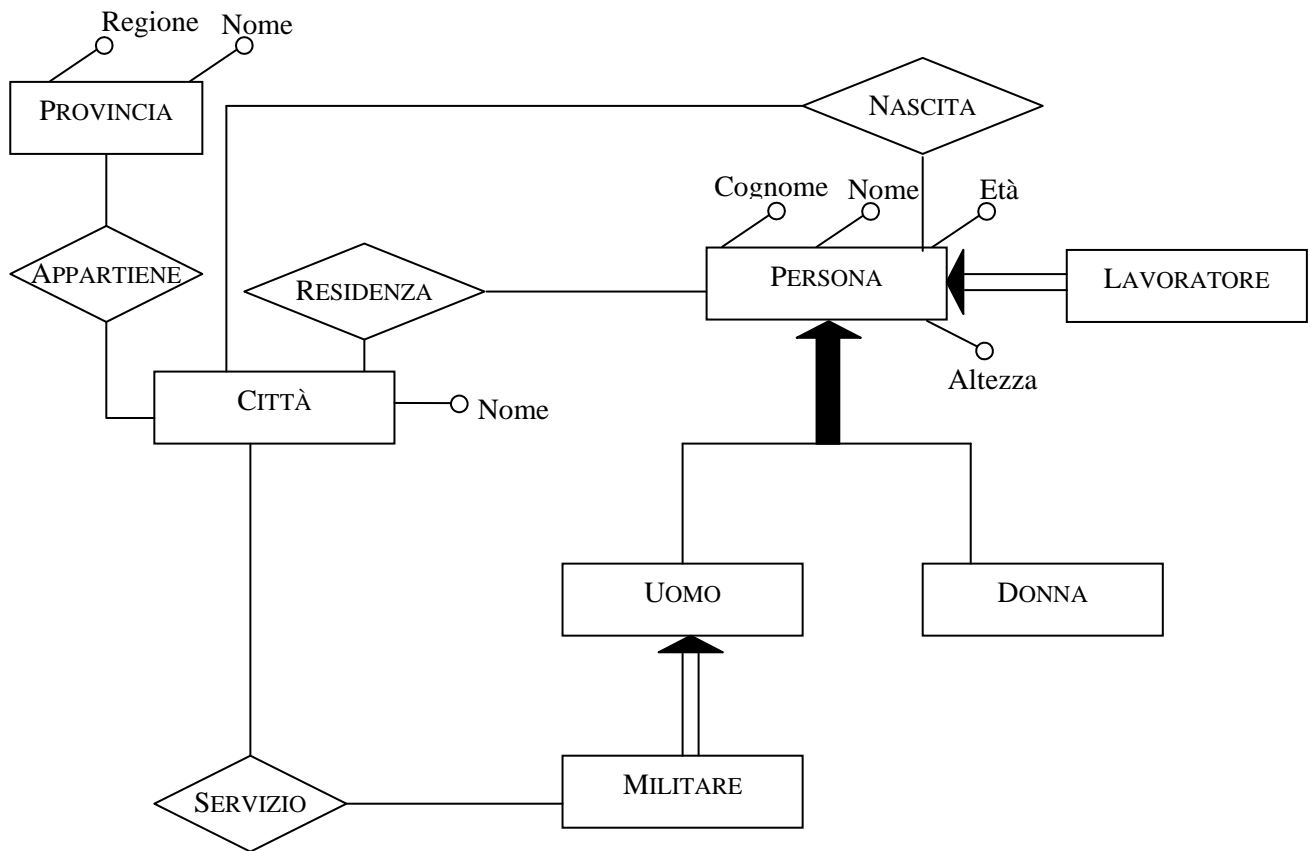 Regione
Nome
PROVINCIA
NASCITA
Cognome
Nome
Età
APPARTIENE
RESIDENZA
PERSONA
LAVORATORE
Altezza
CITTÀ
Nome
UOMO
DONNA
MILITARE
SERVIZIO